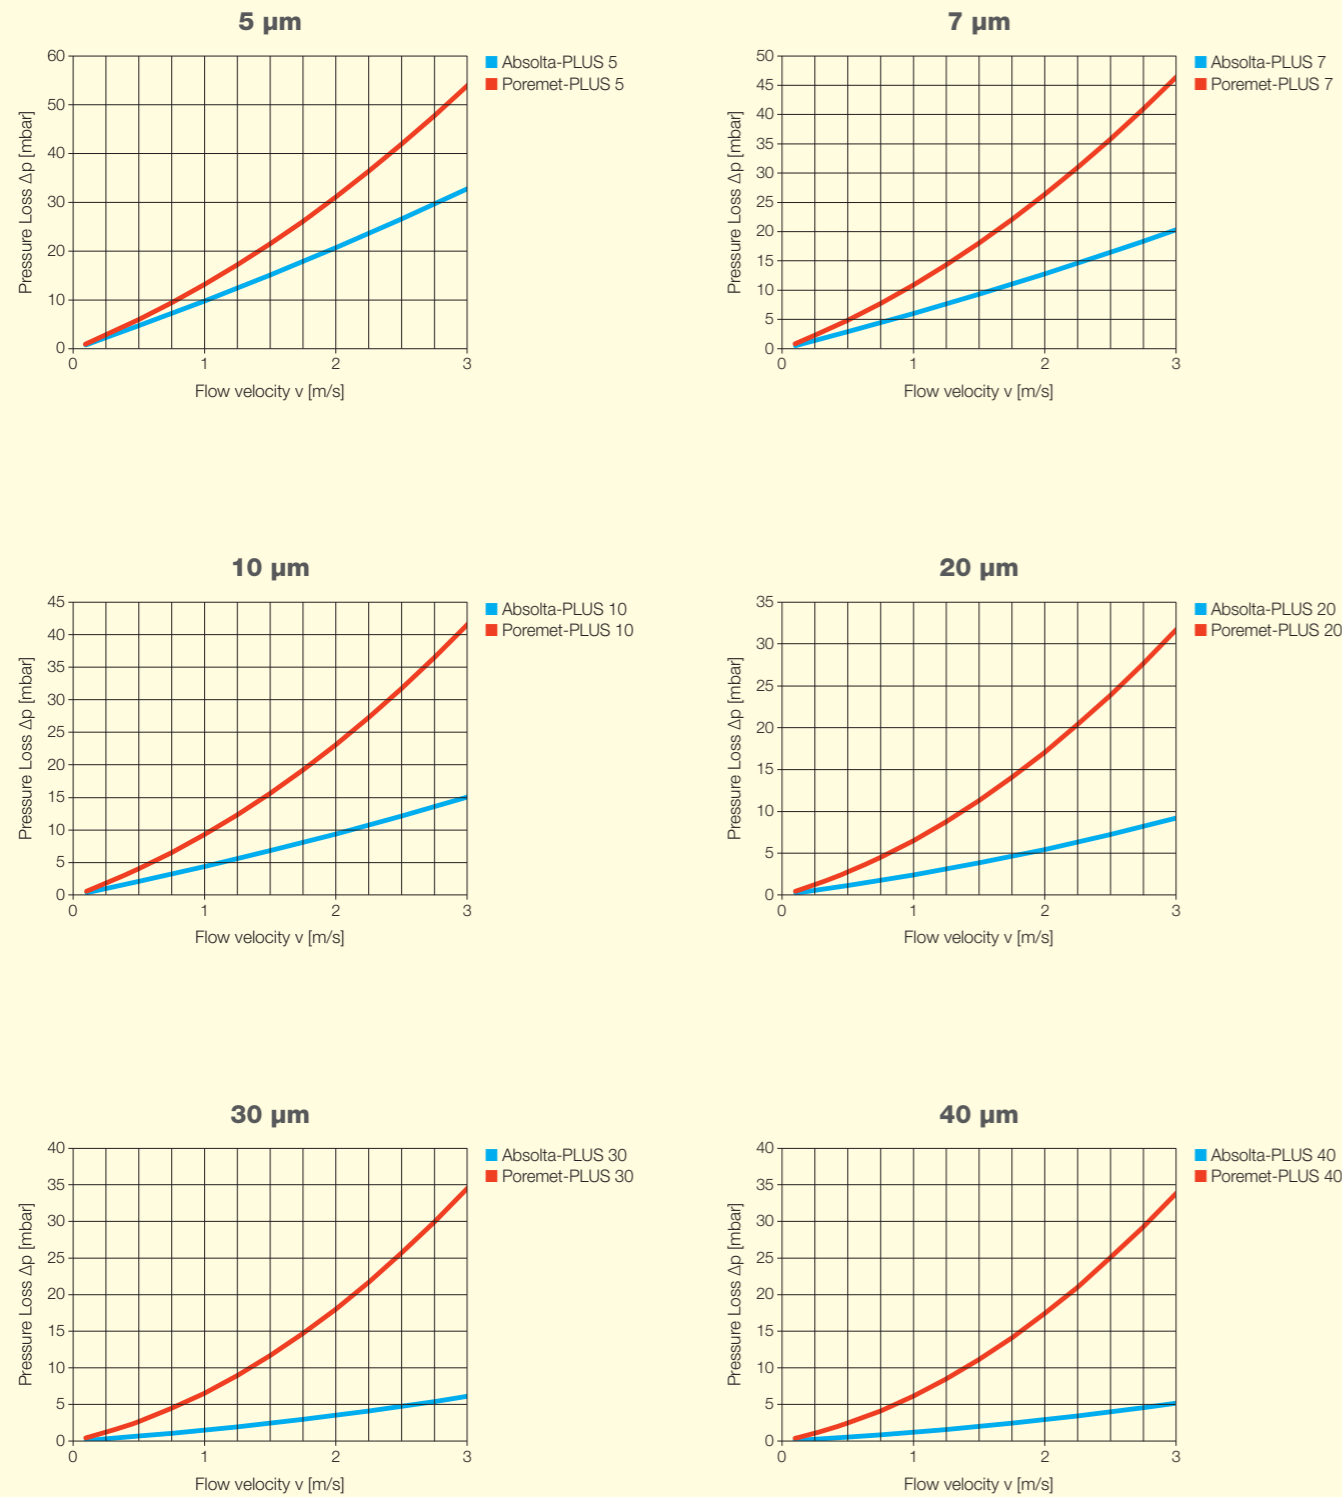 5 µm
60
50
40
30
20
10
0
0 1 2 3
Pressure Loss Δp [mbar]
Flow velocity v [m/s]
Absolta-PLUS 5
Poremet-PLUS 5
7 µm
50
45
40
35
30
25
20
15
10
5
0
0 1 2 3
Pressure Loss Δp [mbar]
Flow velocity v [m/s]
Absolta-PLUS 7
Poremet-PLUS 7
10 µm
45
40
35
30
25
20
15
10
5
0
0 1 2 3
Pressure Loss Δp [mbar]
Flow velocity v [m/s]
Absolta-PLUS 10
Poremet-PLUS 10
20 µm
35
30
25
20
15
10
5
0
0 1 2 3
Pressure Loss Δp [mbar]
Flow velocity v [m/s]
Absolta-PLUS 20
Poremet-PLUS 20
30 µm
40
35
30
25
20
15
10
5
0
0 1 2 3
Pressure Loss Δp [mbar]
Flow velocity v [m/s]
Absolta-PLUS 30
Poremet-PLUS 30
40 µm
40
35
30
25
20
15
10
5
0
0 1 2 3
Pressure Loss Δp [mbar]
Flow velocity v [m/s]
Absolta-PLUS 40
Poremet-PLUS 40